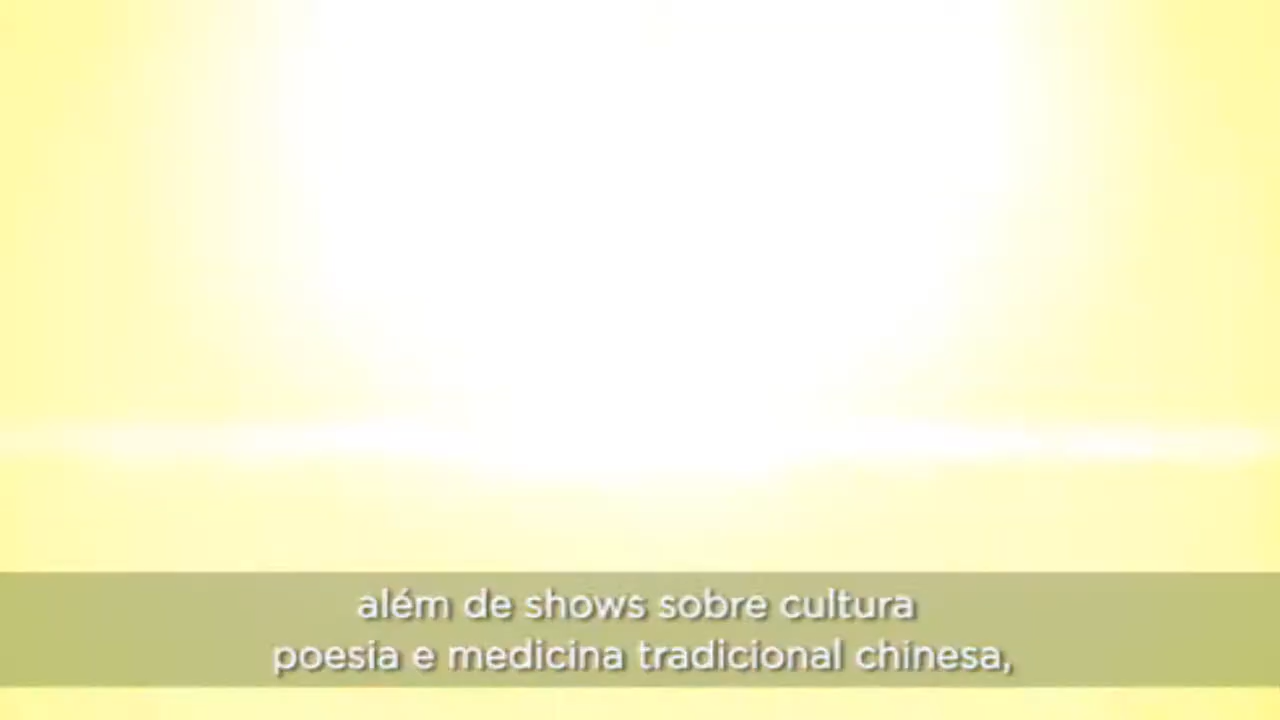 além de shows sobre cultura
poesia e medicina tradicional chinesa,